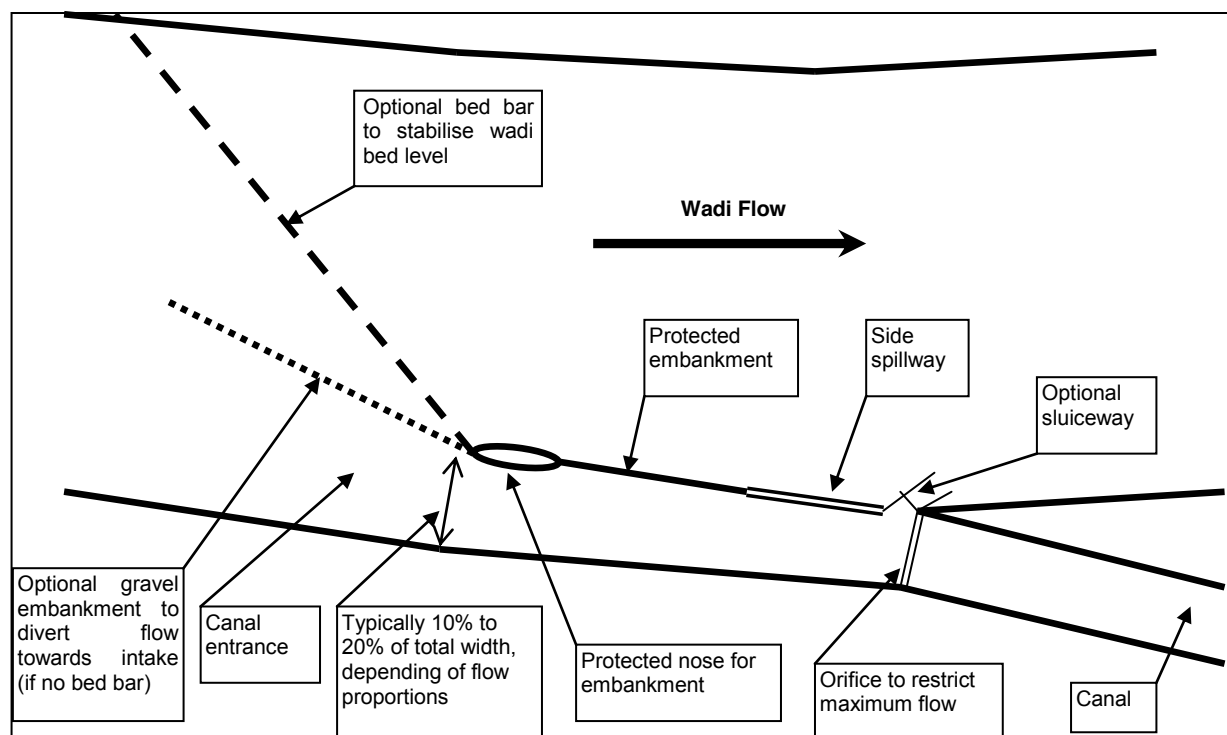 Optional bed bar
to stabilise wadi
bed level
Wadi Flow
Protected
embankment
Side
spillway
Optional
sluiceway
Optional gravel
embankment to
divert flow
towards intake
(if no bed bar)
Canal
entrance
Typically 10% to
20% of total width,
depending of flow
proportions
Protected nose for
embankment
Orifice to restrict
maximum flow
Canal